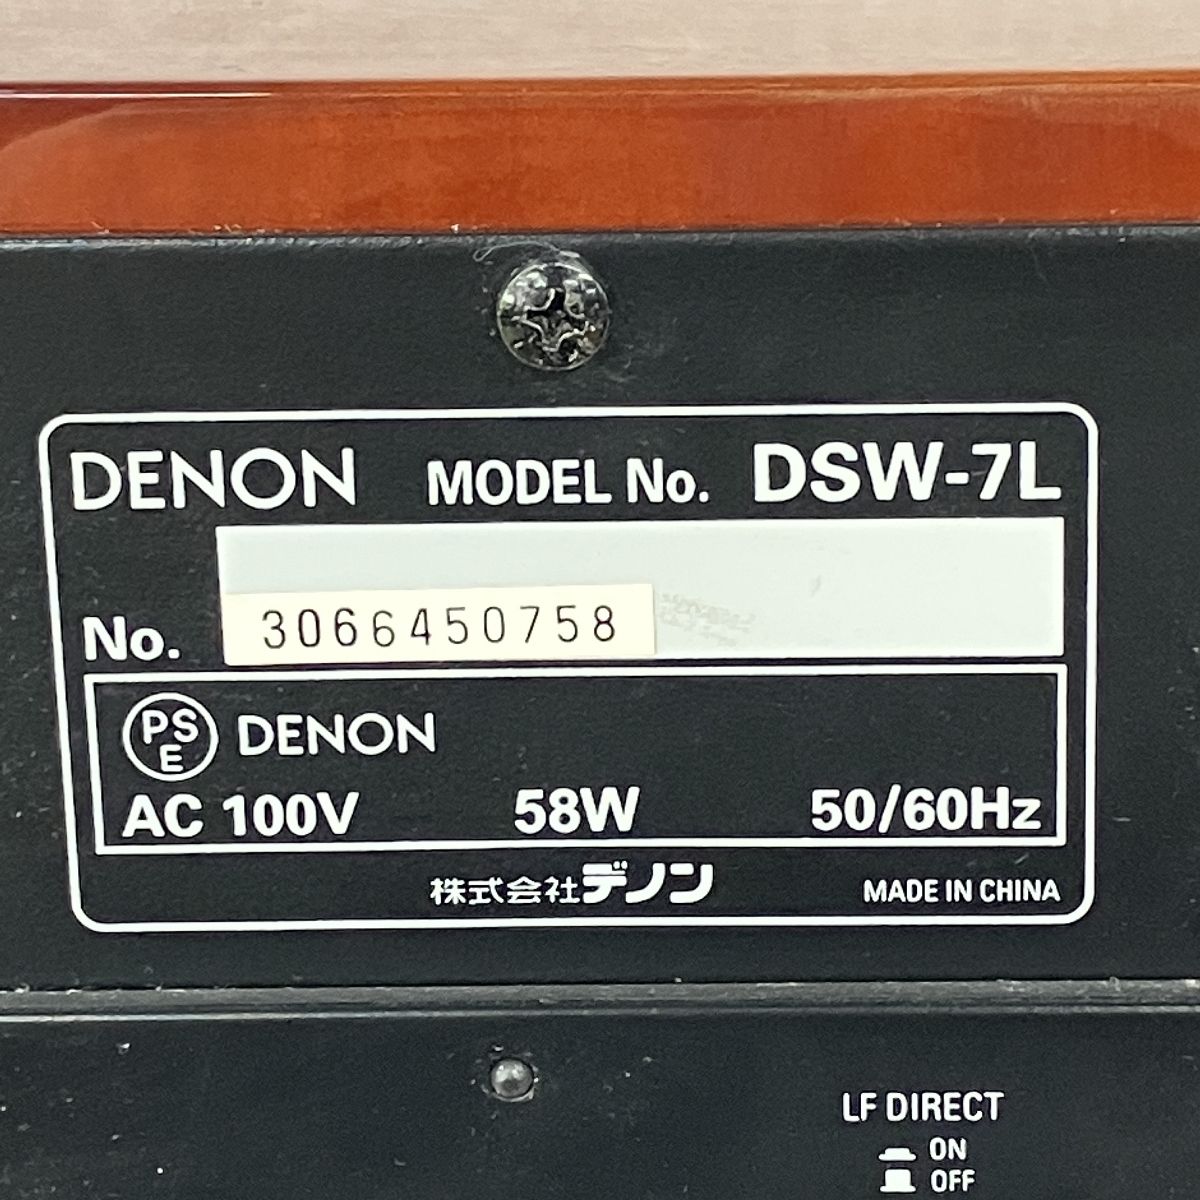 DENON MODEL No. DSW-7L
No. 3066450758
PSE DENON
AC 100V 58W 50/60Hz
株式会社デノン MADE IN CHINA
LF DIRECT
ON
OFF